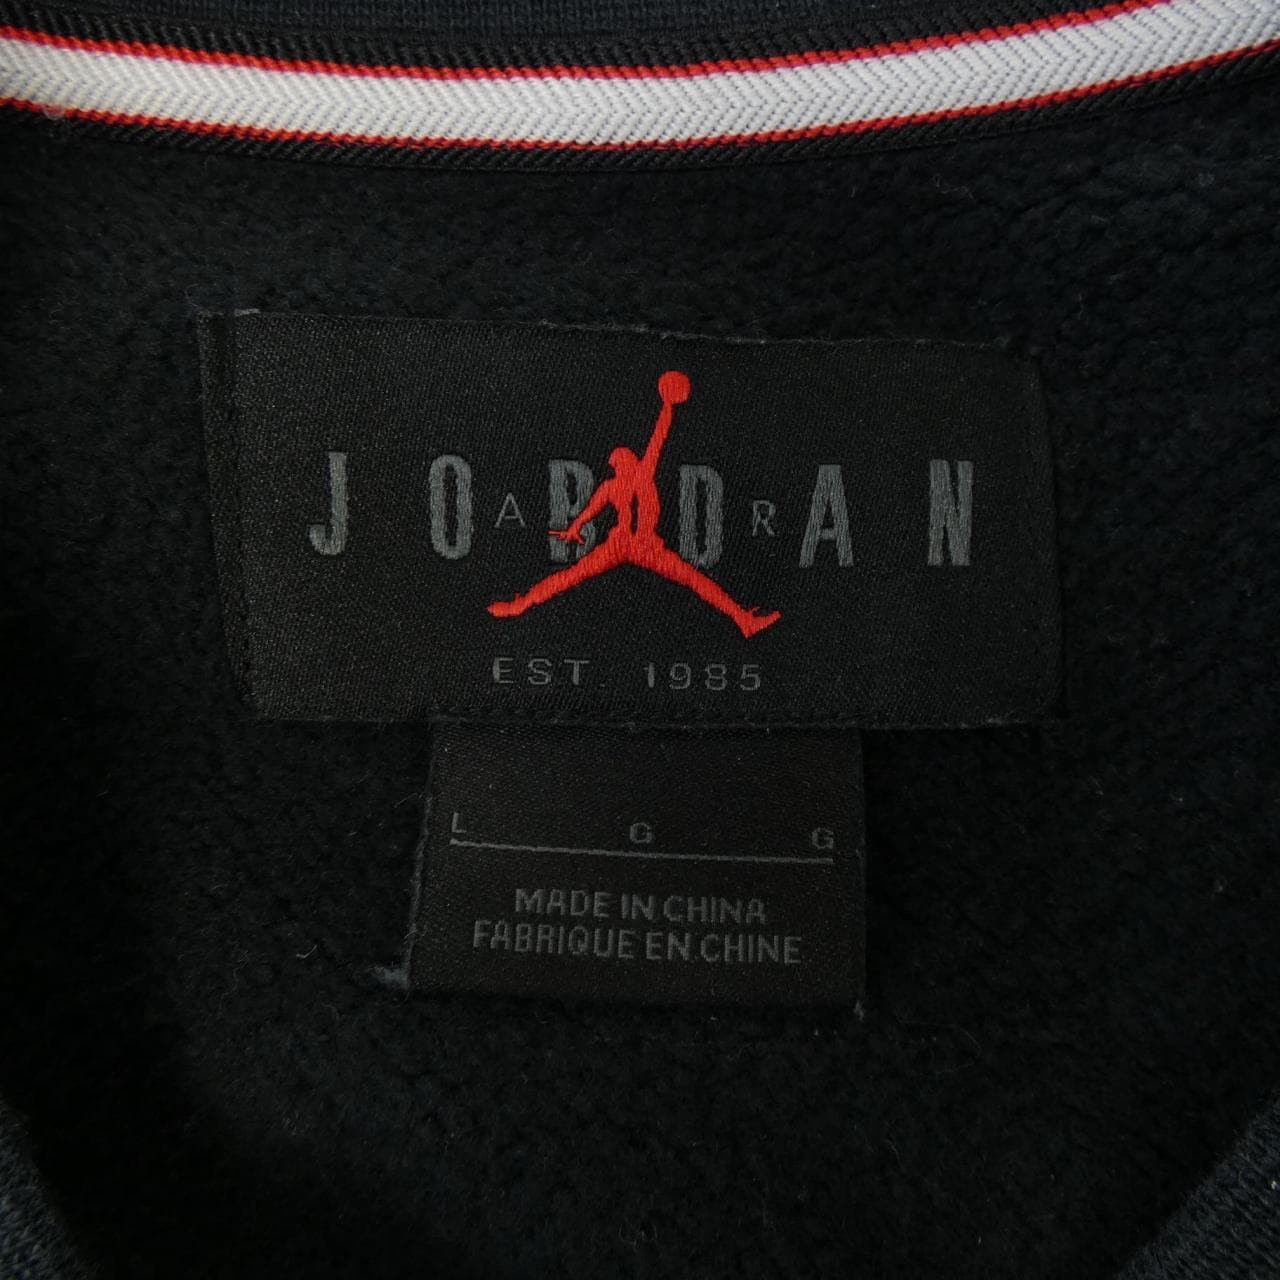 JORDAN
AIR
EST. 1985
L G G
MADE IN CHINA
FABRIQUE EN CHINE